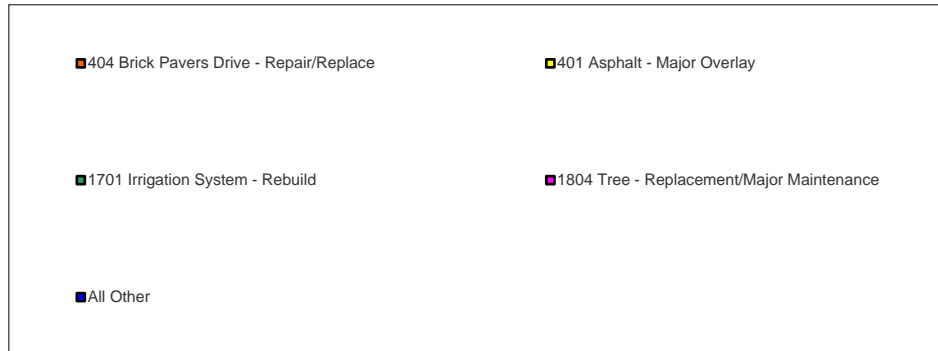 404 Brick Pavers Drive - Repair/Replace
401 Asphalt - Major Overlay
1701 Irrigation System - Rebuild
1804 Tree - Replacement/Major Maintenance
All Other